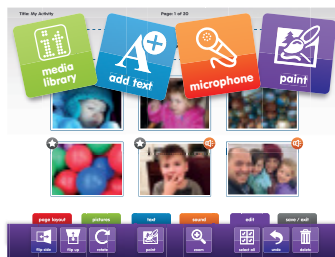 Title: My Activity
Page: 1 of 20
media
library
add text
microphone
paint
page layout
pictures
text
sound
edit
save / exit
flip side
flip up
rotate
paint
zoom
select all
undo
delete